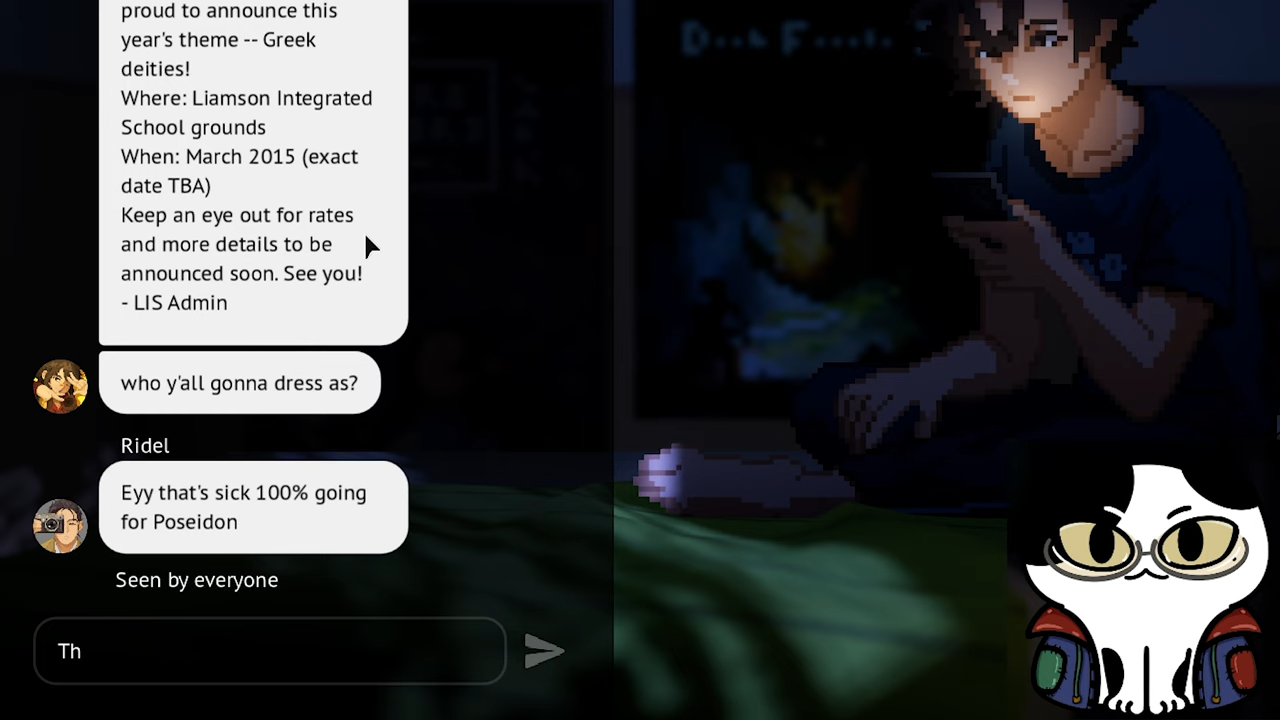 proud to announce this
year's theme -- Greek
deities!
Where: Liamson Integrated
School grounds
When: March 2015 (exact
date TBA)
Keep an eye out for rates
and more details to be
announced soon. See you!
- LIS Admin
who y'all gonna dress as?
Ridel
Eyy that's sick 100% going
for Poseidon
Seen by everyone
Th